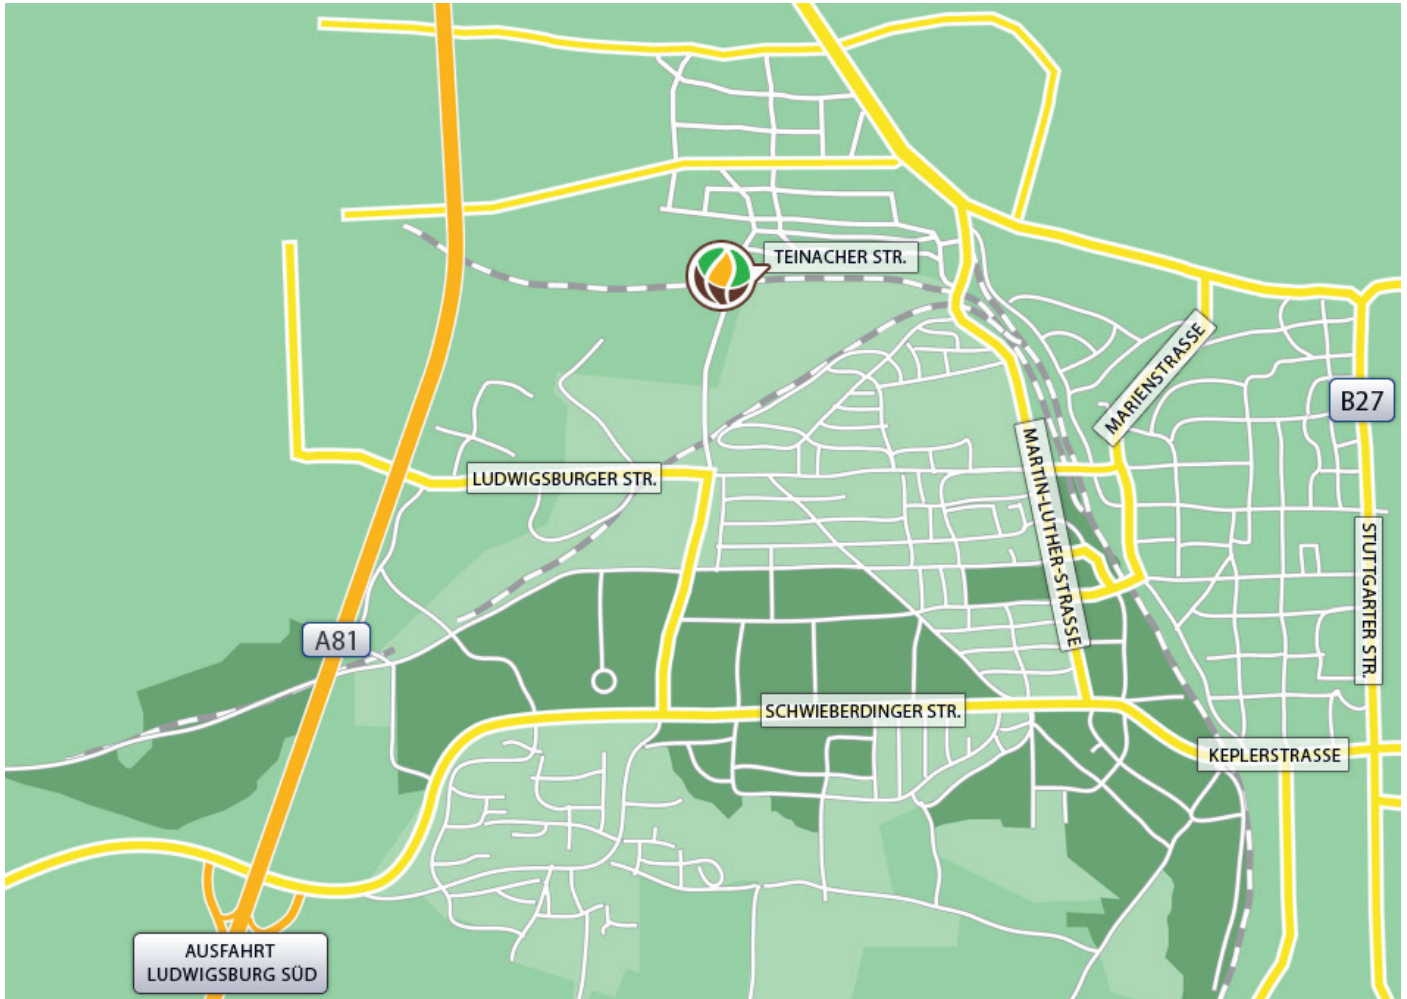 TEINACHER STR.
MARIENSTRASSE
B27
LUDWIGSBURGER STR.
MARTIN-LUTHER-STRASSE
STUTTGARTER STR.
A81
SCHWIEBERDINGER STR.
KEPLERSTRASSE
AUSFAHRT
LUDWIGSBURG SÜD